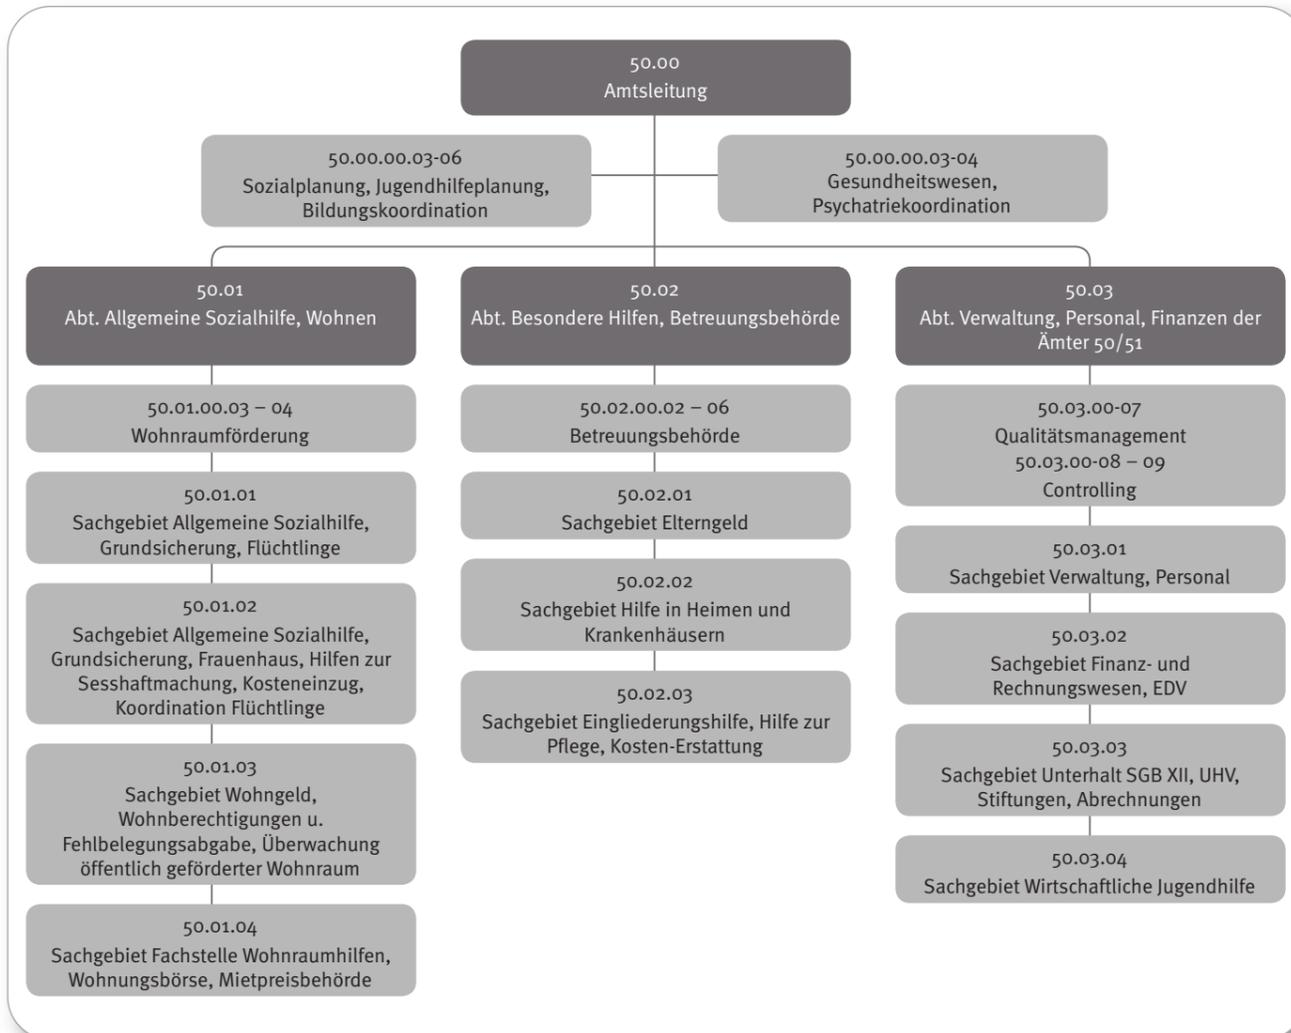 50.00
Amtsleitung
50.00.00.03-06
Sozialplanung, Jugendhilfeplanung,
Bildungskoordination
50.00.00.03-04
Gesundheitswesen,
Psychatriekoordination
50.01
Abt. Allgemeine Sozialhilfe, Wohnen
50.01.00.03 – 04
Wohnraumförderung
50.01.01
Sachgebiet Allgemeine Sozialhilfe,
Grundsicherung, Flüchtlinge
50.01.02
Sachgebiet Allgemeine Sozialhilfe,
Grundsicherung, Frauenhaus, Hilfen zur
Sesshaftmachung, Kosteneinzug,
Koordination Flüchtlinge
50.01.03
Sachgebiet Wohngeld,
Wohnberechtigungen u.
Fehlbelegungsabgabe, Überwachung
öffentlich geförderter Wohnraum
50.01.04
Sachgebiet Fachstelle Wohnraumhilfen,
Wohnungsbörse, Mietpreisbehörde
50.02
Abt. Besondere Hilfen, Betreuungsbehörde
50.02.00.02 – 06
Betreuungsbehörde
50.02.01
Sachgebiet Elterngeld
50.02.02
Sachgebiet Hilfe in Heimen und
Krankenhäusern
50.02.03
Sachgebiet Eingliederungshilfe, Hilfe zur
Pflege, Kosten-Erstattung
50.03
Abt. Verwaltung, Personal, Finanzen der
Ämter 50/51
50.03.00-07
Qualitätsmanagement
50.03.00-08 – 09
Controlling
50.03.01
Sachgebiet Verwaltung, Personal
50.03.02
Sachgebiet Finanz- und
Rechnungswesen, EDV
50.03.03
Sachgebiet Unterhalt SGB XII, UHV,
Stiftungen, Abrechnungen
50.03.04
Sachgebiet Wirtschaftliche Jugendhilfe